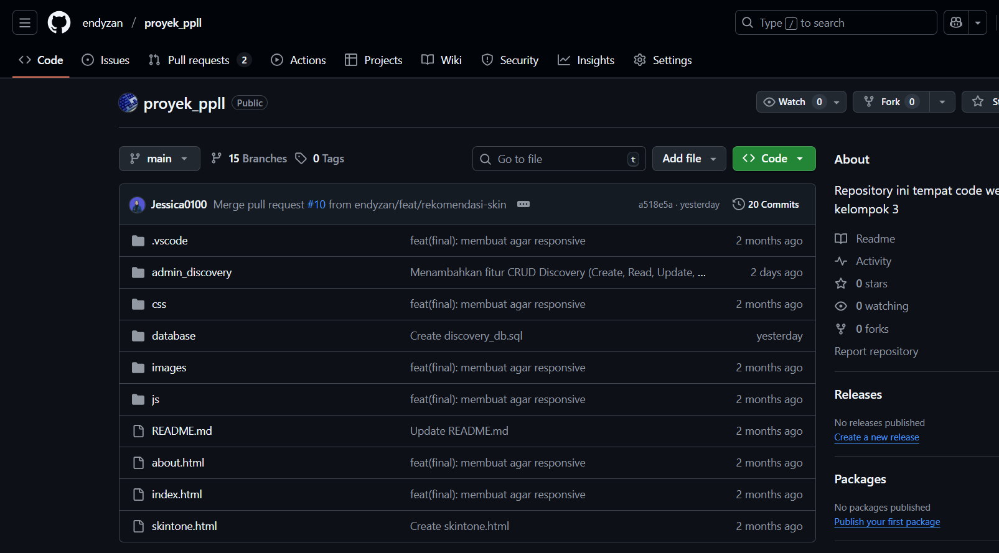 endyzan / proyek_ppll
Type / to search
Code Issues Pull requests 2 Actions Projects Wiki Security Insights Settings
proyek_ppll Public
Watch 0 Fork 0
main 15 Branches 0 Tags
Go to file t
Add file
Code
Jessica0100 Merge pull request #10 from endyzan/feat/rekomendasi-skin a518e5a · yesterday 20 Commits
.vscode feat(final): membuat agar responsive 2 months ago
admin_discovery Menambahkan fitur CRUD Discovery (Create, Read, Update, ... 2 days ago
css feat(final): membuat agar responsive 2 months ago
database Create discovery_db.sql yesterday
images feat(final): membuat agar responsive 2 months ago
js feat(final): membuat agar responsive 2 months ago
README.md Update README.md 2 months ago
about.html feat(final): membuat agar responsive 2 months ago
index.html feat(final): membuat agar responsive 2 months ago
skintone.html Create skintone.html 2 months ago
About
Repository ini tempat code we
kelompok 3
Readme
Activity
0 stars
0 watching
0 forks
Report repository
Releases
No releases published
Create a new release
Packages
No packages published
Publish your first package